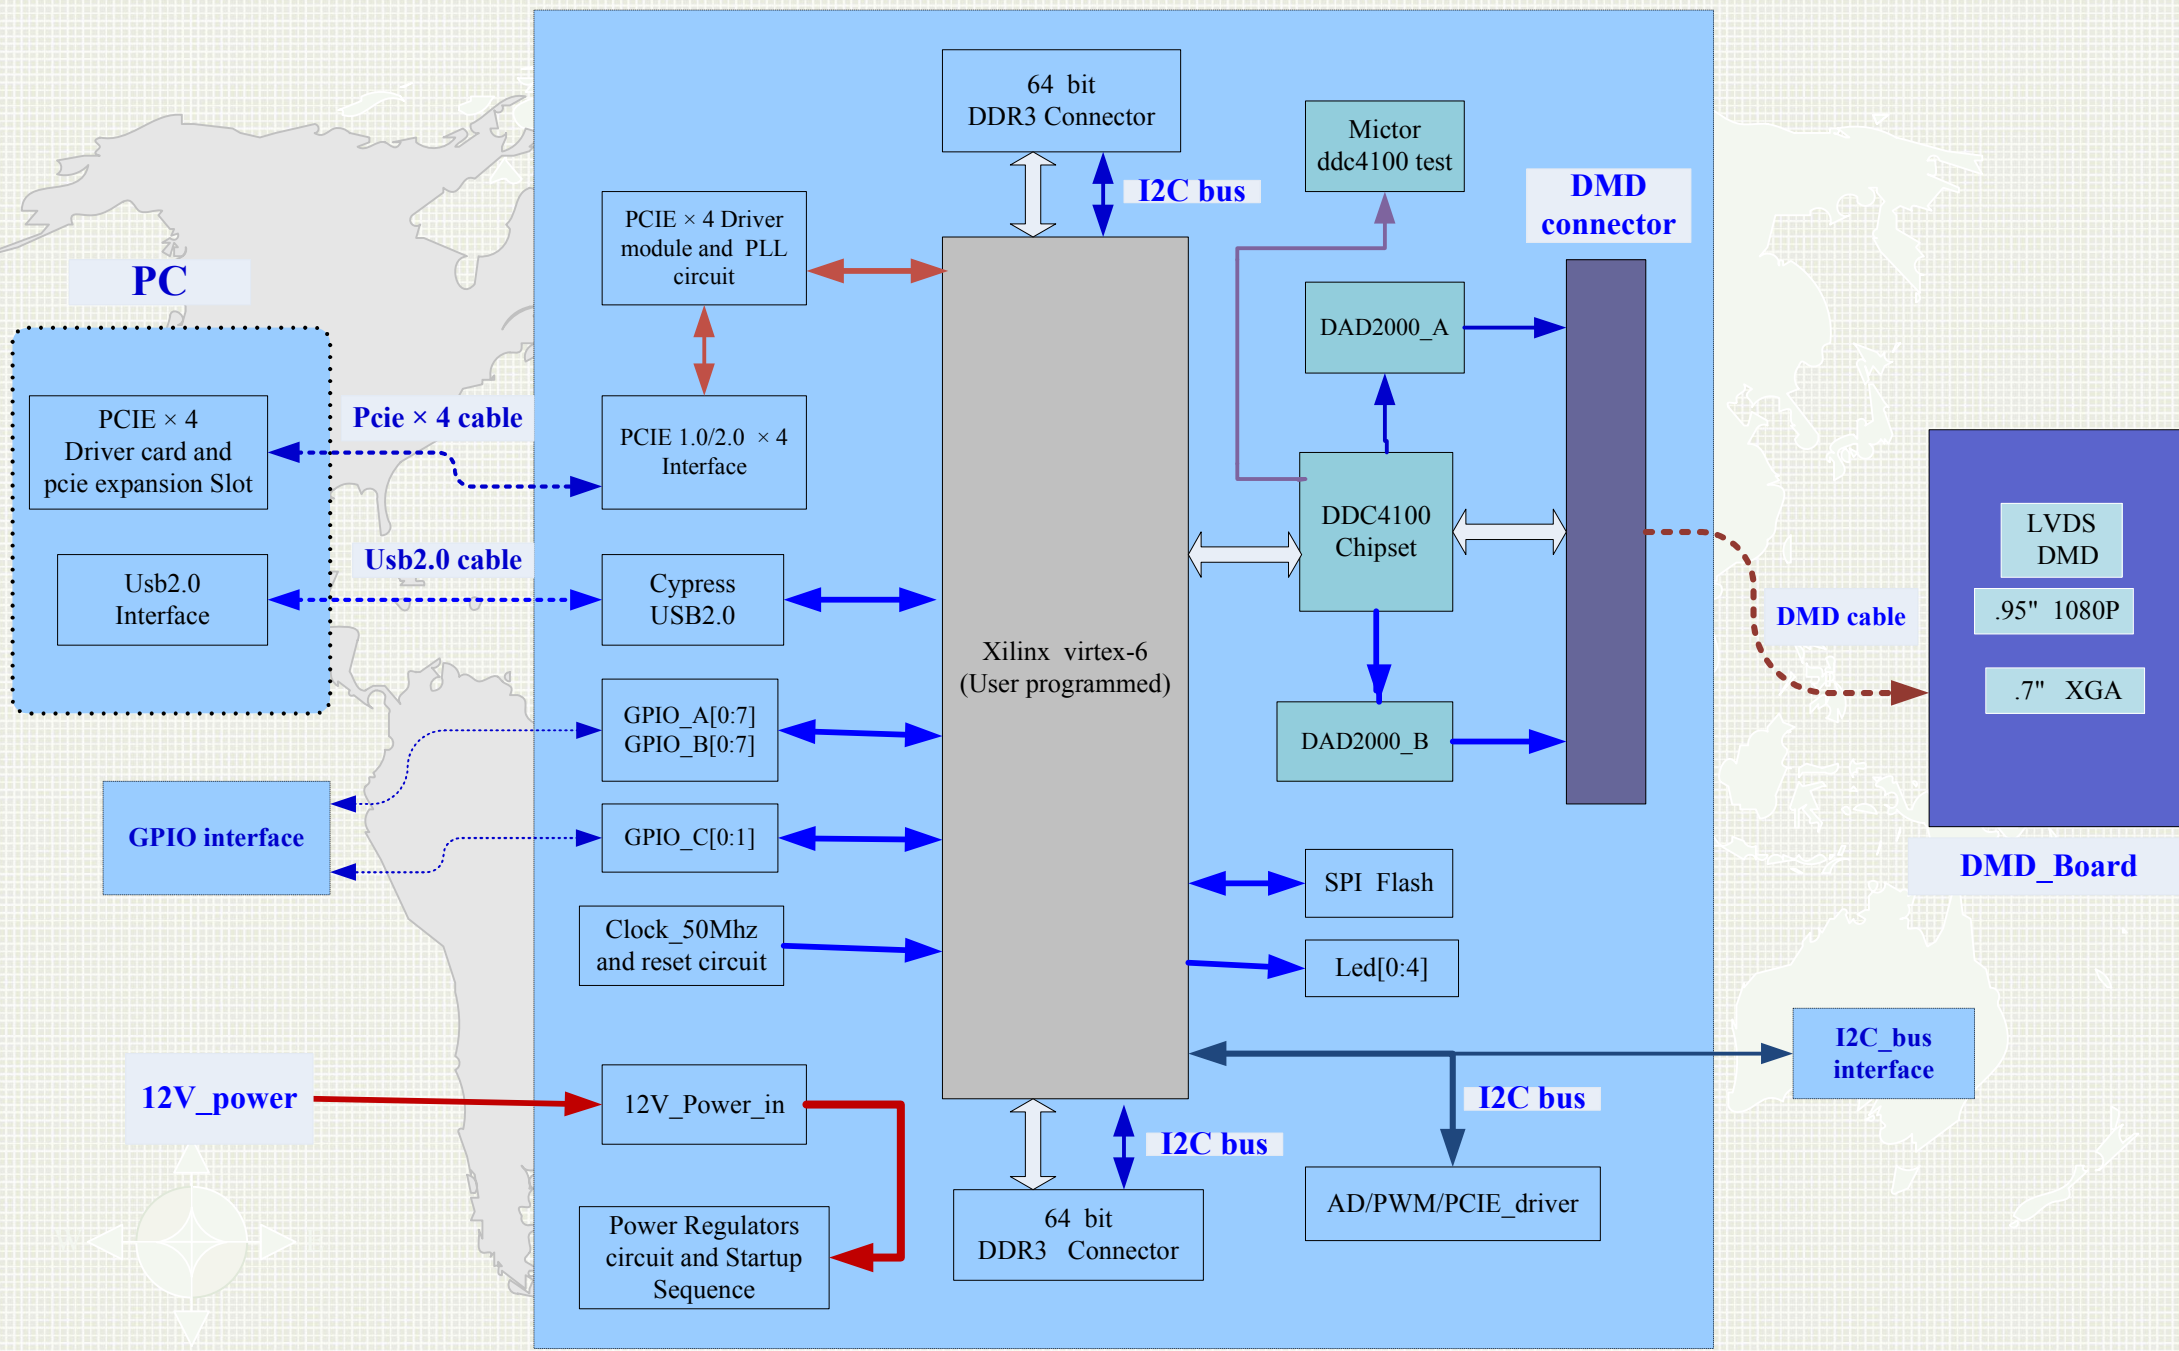 64 bit
DDR3 Connector
I2C bus
Mictor
ddc4100 test
DMD
connector
PCIE × 4 Driver
module and PLL
circuit
PC
DAD2000_A
PCIE × 4
Driver card and
pcie expansion Slot
Pcie × 4 cable
PCIE 1.0/2.0 × 4
Interface
DDC4100
Chipset
LVDS
DMD
.95" 1080P
.7" XGA
Usb2.0 cable
Usb2.0
Interface
Cypress
USB2.0
DMD cable
Xilinx virtex-6
(User programmed)
GPIO_A[0:7]
GPIO_B[0:7]
DAD2000_B
GPIO interface
GPIO_C[0:1]
DMD_Board
SPI Flash
Clock_50Mhz
and reset circuit
Led[0:4]
I2C_bus
interface
12V_power
12V_Power_in
I2C bus
I2C bus
AD/PWM/PCIE_driver
Power Regulators
circuit and Startup
Sequence
64 bit
DDR3 Connector